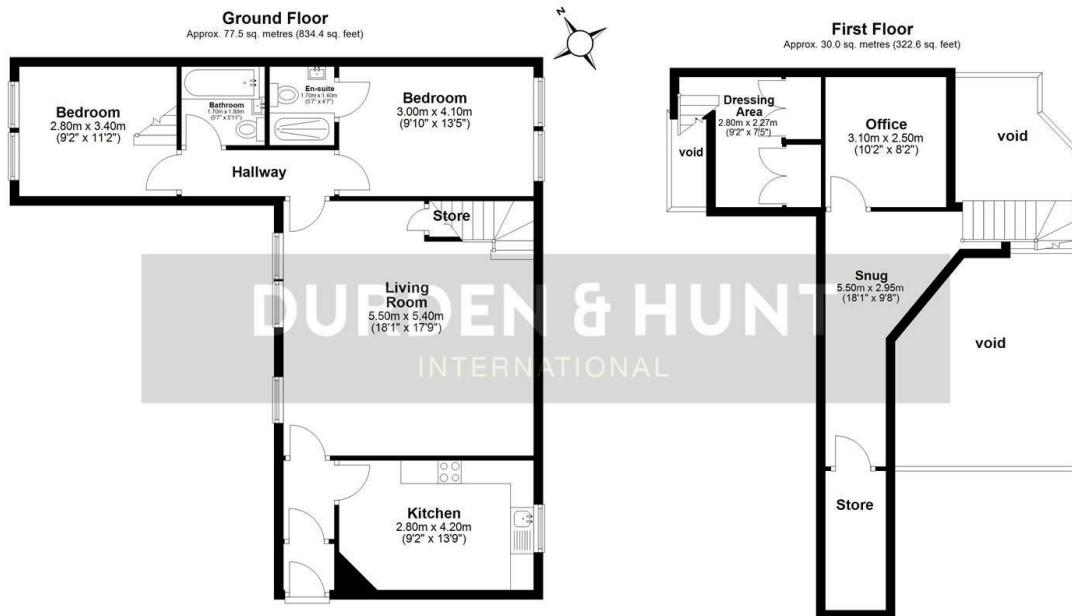 Ground Floor
Approx. 77.5 sq. metres (834.4 sq. feet)
N
Bedroom
2.80m x 3.40m
(9'2" x 11'2")
Bathroom
1.70m x 1.80m
(5'7" x 5'11")
En-suite
1.70m x 1.40m
(5'7" x 4'7")
Bedroom
3.00m x 4.10m
(9'10" x 13'5")
Hallway
Store
Living
Room
5.50m x 5.40m
(18'1" x 17'9")
Kitchen
2.80m x 4.20m
(9'2" x 13'9")
First Floor
Approx. 30.0 sq. metres (322.6 sq. feet)
Dressing
Area
2.80m x 2.27m
(9'2" x 7'5")
void
Office
3.10m x 2.50m
(10'2" x 8'2")
void
Snug
5.50m x 2.95m
(18'1" x 9'8")
void
Store
DURDEN & HUNT
INTERNATIONAL